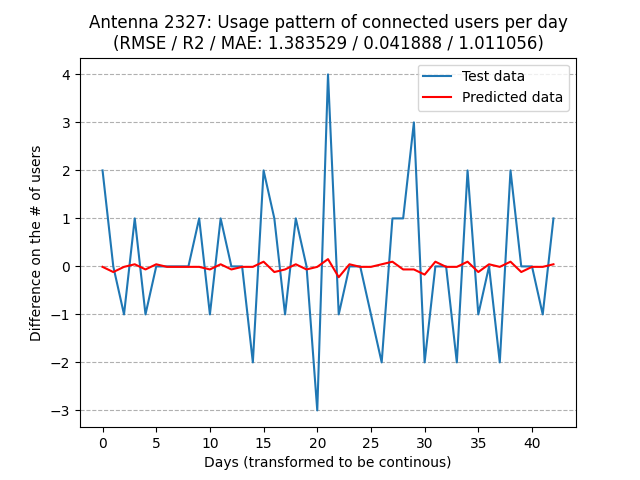 Antenna 2327: Usage pattern of connected users per day
(RMSE / R2 / MAE: 1.383529 / 0.041888 / 1.011056)
Test data
Predicted data
Difference on the # of users
4
3
2
1
0
−1
−2
−3
0 5 10 15 20 25 30 35 40
Days (transformed to be continous)